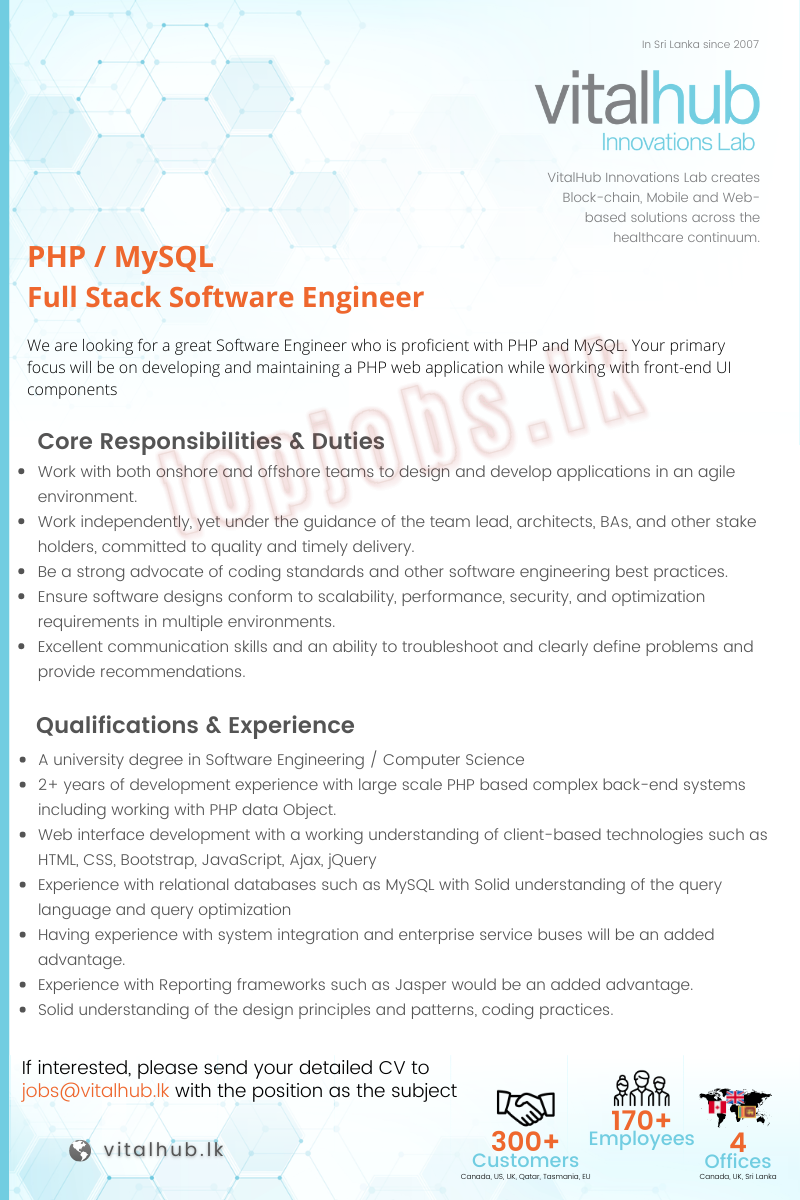 In Sri Lanka since 2007
vitalhub
Innovations Lab
VitalHub Innovations Lab creates
Block-chain, Mobile and Web-
based solutions across the
healthcare continuum.
PHP / MySQL
Full Stack Software Engineer
We are looking for a great Software Engineer who is proficient with PHP and MySQL. Your primary
focus will be on developing and maintaining a PHP web application while working with front-end UI
components
topjobs.lk
Core Responsibilities & Duties
• Work with both onshore and offshore teams to design and develop applications in an agile
environment.
• Work independently, yet under the guidance of the team lead, architects, BAs, and other stake
holders, committed to quality and timely delivery.
• Be a strong advocate of coding standards and other software engineering best practices.
• Ensure software designs conform to scalability, performance, security, and optimization
requirements in multiple environments.
• Excellent communication skills and an ability to troubleshoot and clearly define problems and
provide recommendations.
Qualifications & Experience
• A university degree in Software Engineering / Computer Science
• 2+ years of development experience with large scale PHP based complex back-end systems
including working with PHP data Object.
• Web interface development with a working understanding of client-based technologies such as
HTML, CSS, Bootstrap, JavaScript, Ajax, jQuery
• Experience with relational databases such as MySQL with Solid understanding of the query
language and query optimization
• Having experience with system integration and enterprise service buses will be an added
advantage.
• Experience with Reporting frameworks such as Jasper would be an added advantage.
• Solid understanding of the design principles and patterns, coding practices.
If interested, please send your detailed CV to
jobs@vitalhub.lk with the position as the subject
vitalhub.lk
300+
Customers
Canada, US, UK, Qatar, Tasmania, EU
170+
Employees
4
Offices
Canada, UK, Sri Lanka